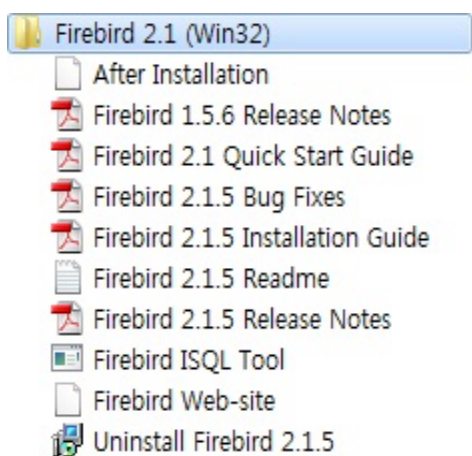 Firebird 2.1 (Win32)
After Installation
Firebird 1.5.6 Release Notes
Firebird 2.1 Quick Start Guide
Firebird 2.1.5 Bug Fixes
Firebird 2.1.5 Installation Guide
Firebird 2.1.5 Readme
Firebird 2.1.5 Release Notes
Firebird ISQL Tool
Firebird Web-site
Uninstall Firebird 2.1.5